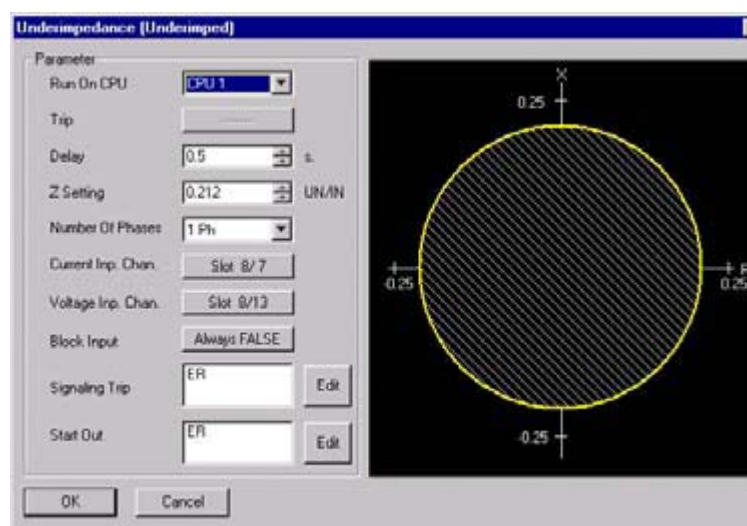 Underimpedance (Underimped)
Parameter
Run On CPU CPU 1
Trip
Delay 0.5 s.
Z Setting 0.212 UN/IN
Number Of Phases 1 Ph
Current Inp. Chan. Slot 8/ 7
Voltage Inp. Chan. Slot 8/13
Block Input Always FALSE
Signaling Trip ER Edit
Start Out ER Edit
OK Cancel
X
0.25
0.25
0.25
-0.25